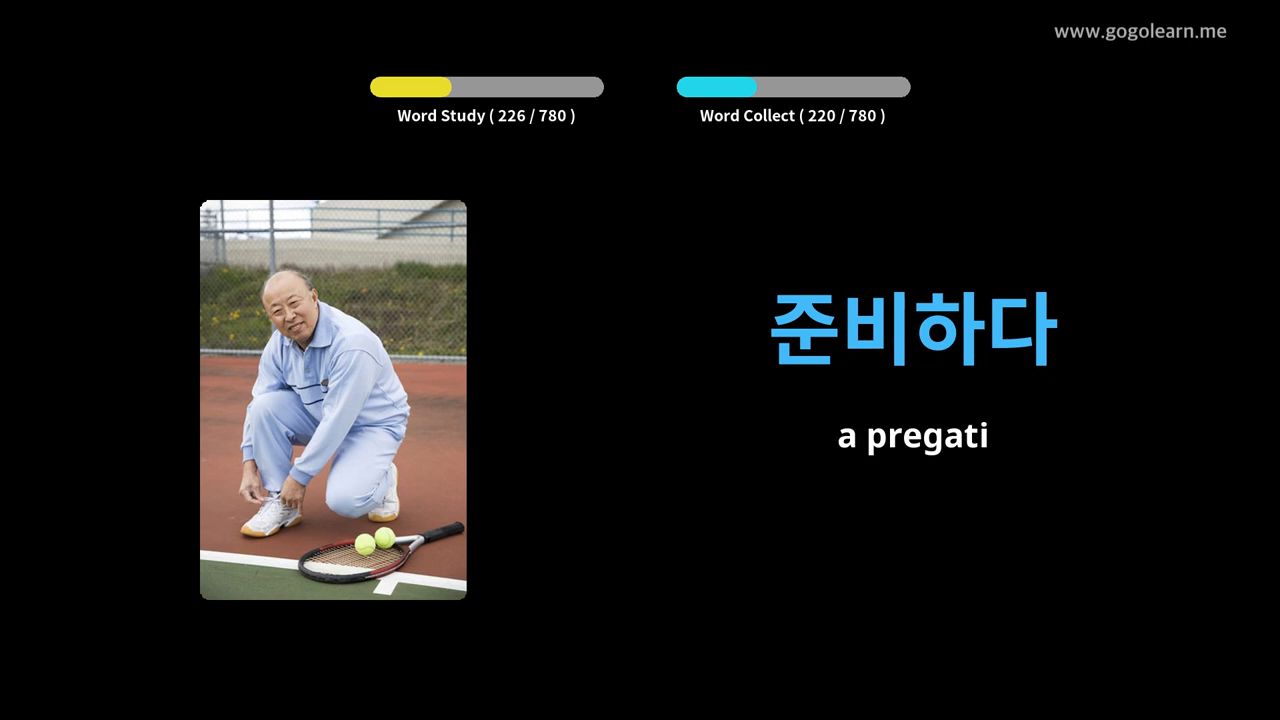 www.gogolearn.me
Word Study ( 226 / 780 )
Word Collect ( 220 / 780 )
준비하다
a pregati